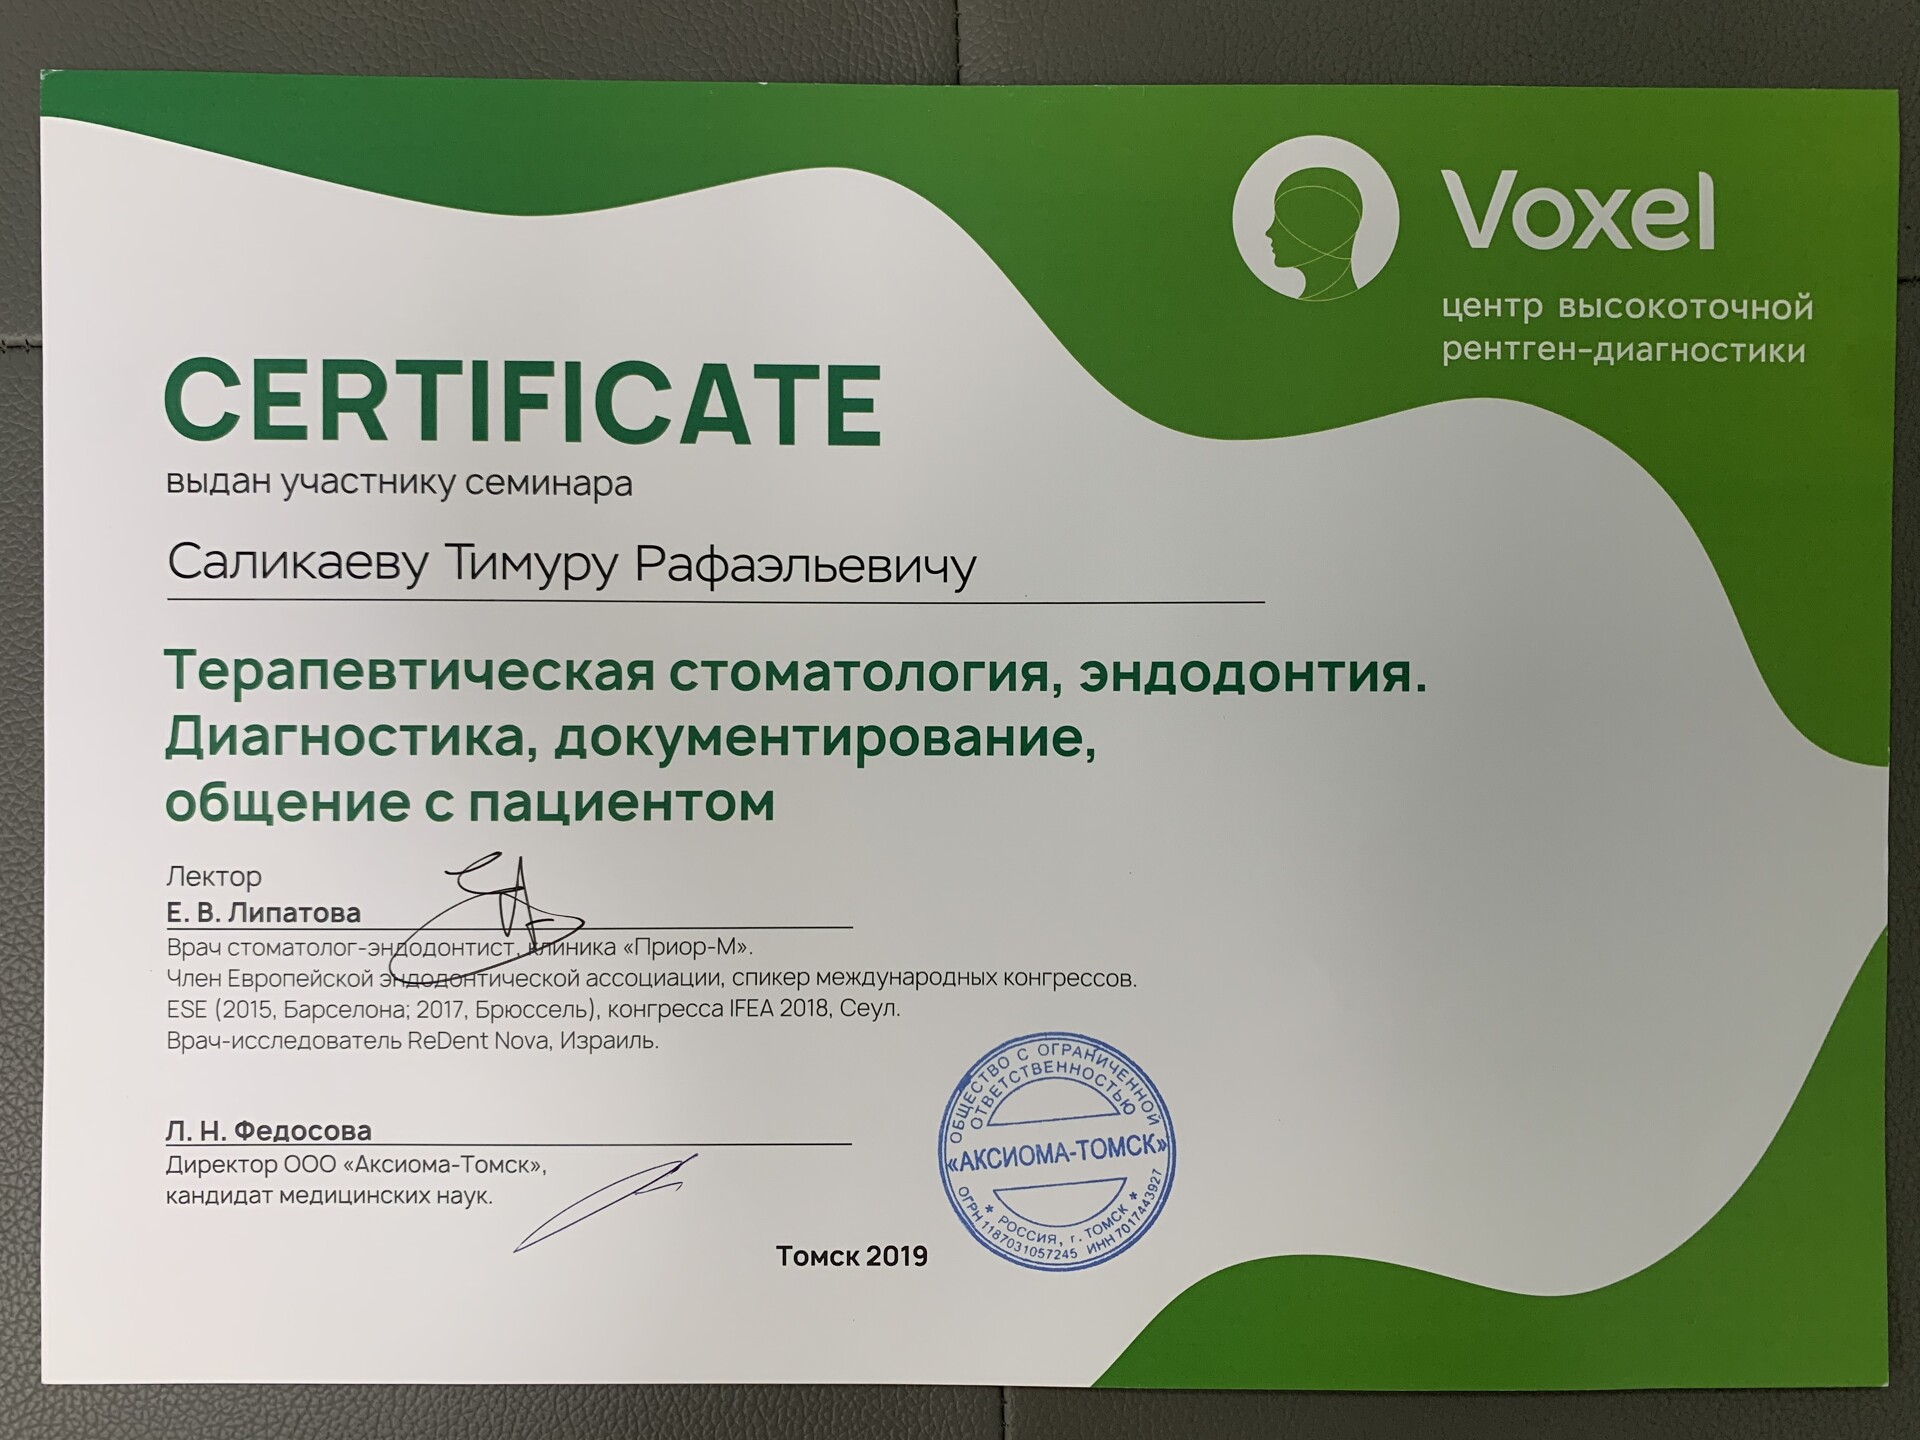 Voxel
центр высокоточной
рентген-диагностики
CERTIFICATE
выдан участнику семинара
Саликаеву Тимуру Рафаэльевичу
Терапевтическая стоматология, эндодонтия.
Диагностика, документирование,
общение с пациентом
Лектор
Е. В. Липатова
Врач стоматолог-эндодонтист, клиника «Приор-М».
Член Европейской эндодонтической ассоциации, спикер международных конгрессов.
ESE (2015, Барселона; 2017, Брюссель), конгресса IFEA 2018, Сеул.
Врач-исследователь ReDent Nova, Израиль.
Л. Н. Федосова
Директор ООО «Аксиома-Томск»,
кандидат медицинских наук.
Томск 2019
ОБЩЕСТВО С ОГРАНИЧЕННОЙ
ОТВЕТСТВЕННОСТЬЮ
«АКСИОМА-ТОМСК»
* РОССИЯ, г. ТОМСК *
ОГРН 1187031057245 ИНН 7017443927